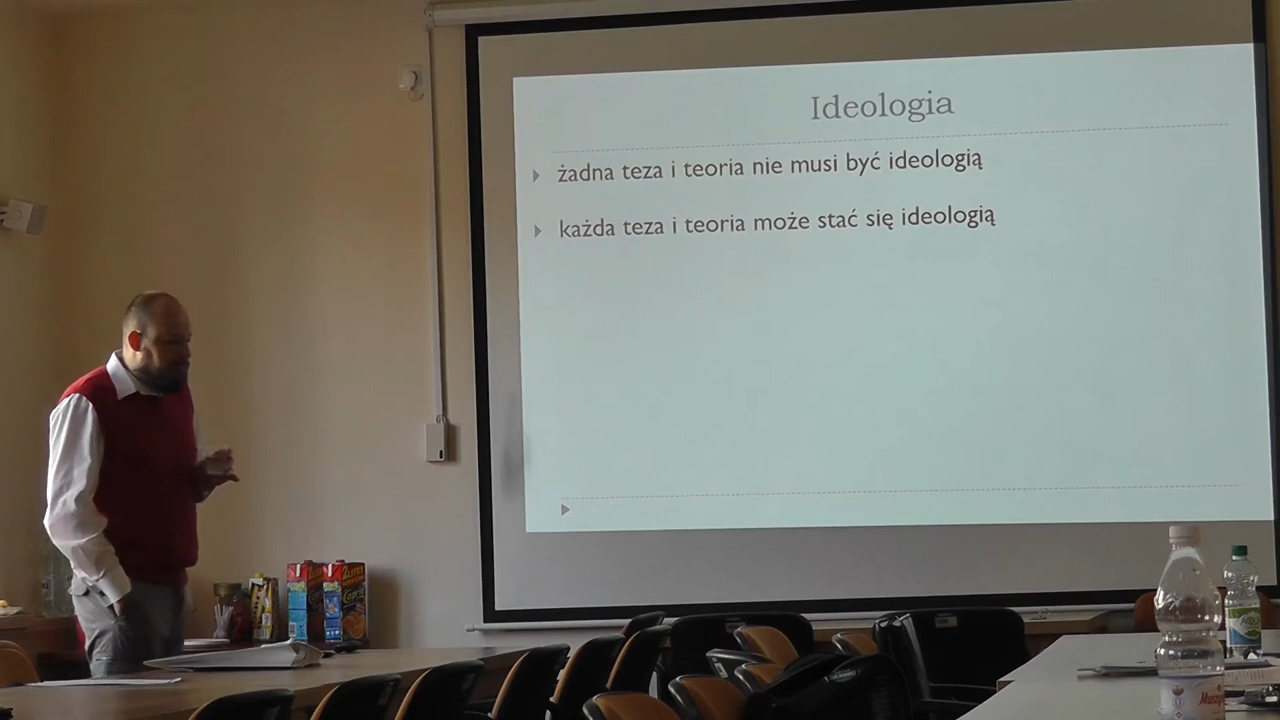 Ideologia
żadna teza i teoria nie musi być ideologią
każda teza i teoria może stać się ideologią